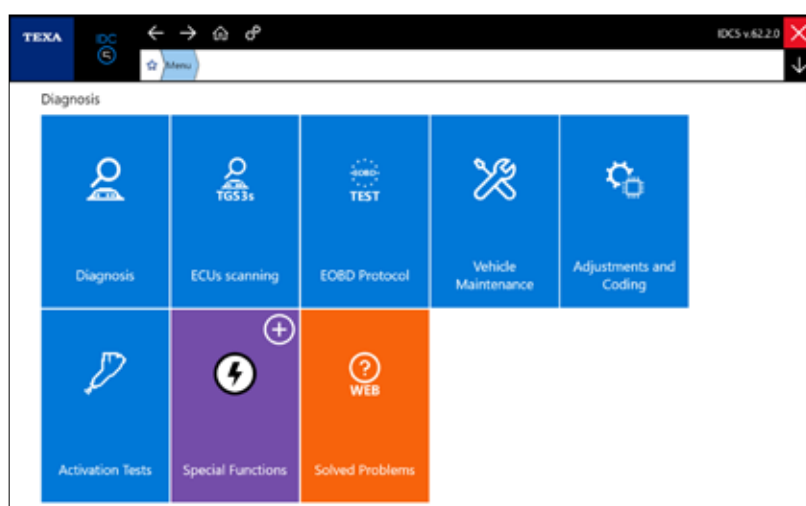 TEXA
IDC
5
IDC5 v.62.2.0
Menu
Diagnosis
Diagnosis
TGS3s
ECUs scanning
EOBD
TEST
EOBD Protocol
Vehicle
Maintenance
Adjustments and
Coding
Activation Tests
Special Functions
?
WEB
Solved Problems